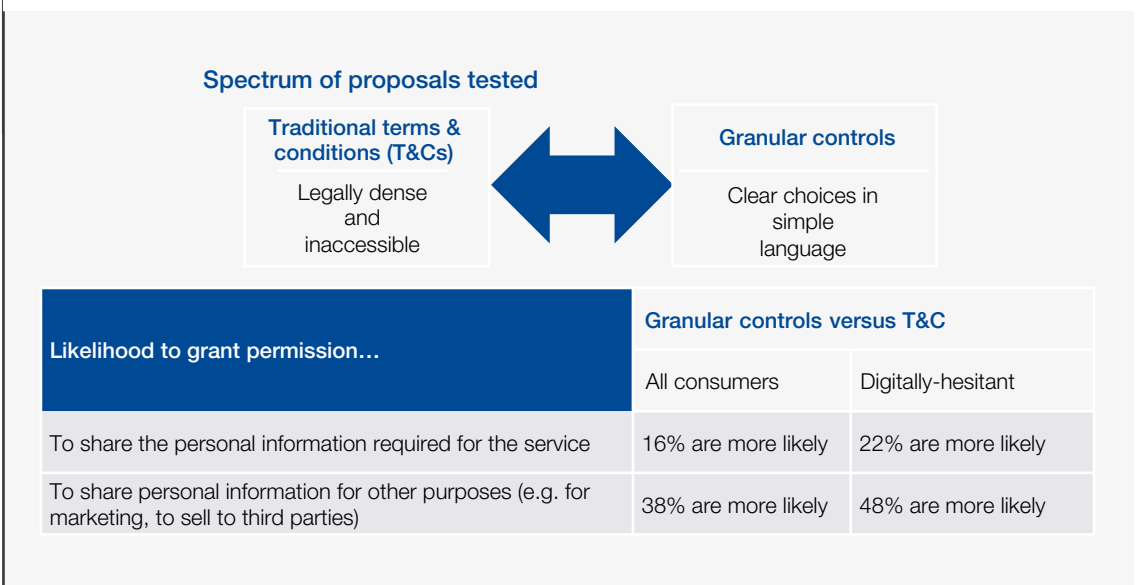 Spectrum of proposals tested
Traditional terms &
conditions (T&Cs)
Legally dense
and
inaccessible
Granular controls
Clear choices in
simple
language
Likelihood to grant permission…
Granular controls versus T&C
All consumers
Digitally-hesitant
To share the personal information required for the service
16% are more likely
22% are more likely
To share personal information for other purposes (e.g. for
marketing, to sell to third parties)
38% are more likely
48% are more likely